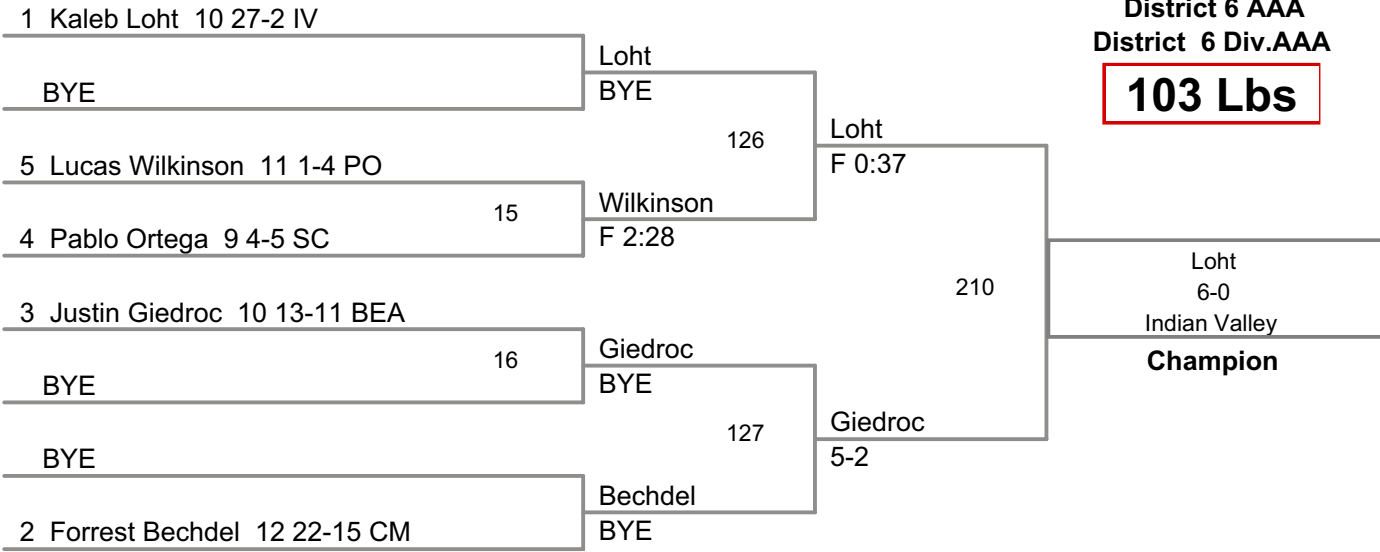 District 6 AAA
District 6 Div.AAA
103 Lbs
1 Kaleb Loht 10 27-2 IV
BYE
5 Lucas Wilkinson 11 1-4 PO
4 Pablo Ortega 9 4-5 SC
3 Justin Giedroc 10 13-11 BEA
BYE
BYE
2 Forrest Bechdel 12 22-15 CM
15
16
Loht
BYE
Wilkinson
F 2:28
Giedroc
BYE
Bechdel
BYE
126
127
Loht
F 0:37
Giedroc
5-2
210
Loht
6-0
Indian Valley
Champion